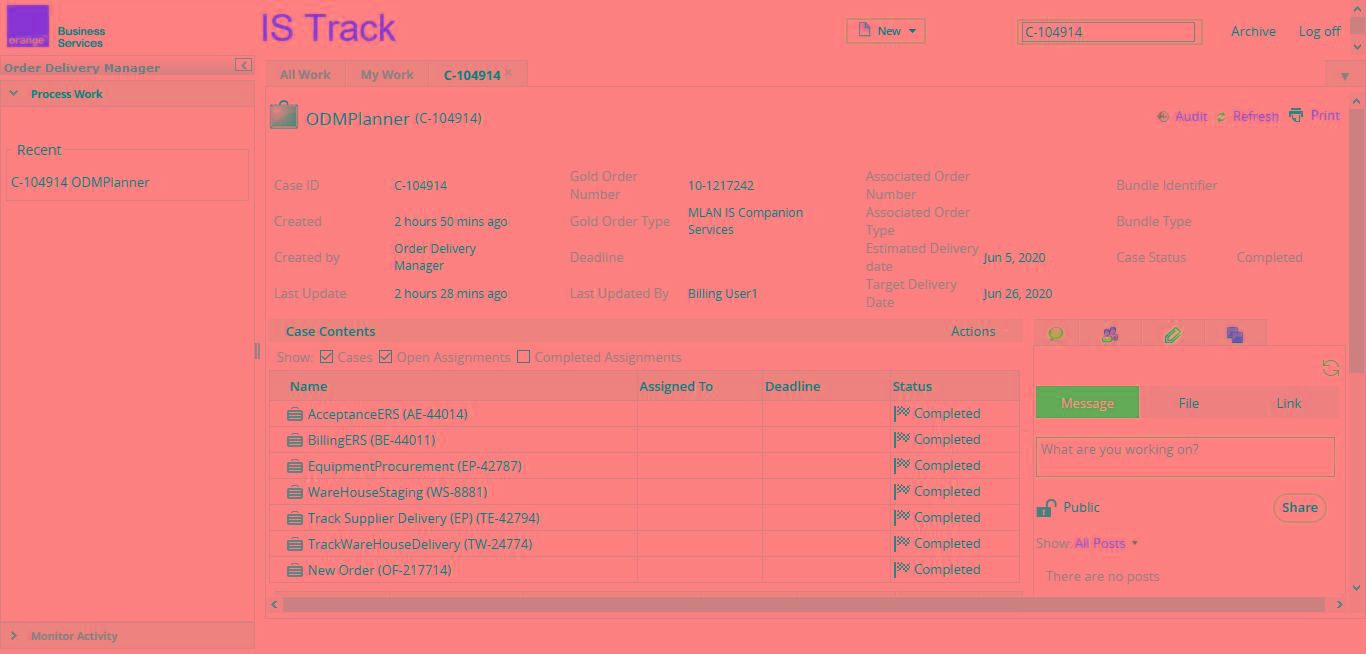 orange™
Business
Services
IS Track
New
C-104914
Archive
Log off
Order Delivery Manager
Process Work
Recent
C-104914 ODMPlanner
Monitor Activity
All Work
My Work
C-104914
ODMPlanner (C-104914)
Audit
Refresh
Print
Case ID
C-104914
Gold Order
Number
10-1217242
Associated Order
Number
Bundle Identifier
Created
2 hours 50 mins ago
Gold Order Type
MLAN IS Companion
Services
Associated Order
Type
Bundle Type
Created by
Order Delivery
Manager
Deadline
Estimated Delivery
date
Jun 5, 2020
Case Status
Completed
Last Update
2 hours 28 mins ago
Last Updated By
Billing User1
Target Delivery
Date
Jun 26, 2020
Case Contents
Actions
Show: Cases Open Assignments Completed Assignments
Name Assigned To Deadline Status
AcceptanceERS (AE-44014) Completed
BillingERS (BE-44011) Completed
EquipmentProcurement (EP-42787) Completed
WareHouseStaging (WS-8881) Completed
Track Supplier Delivery (EP) (TE-42794) Completed
TrackWareHouseDelivery (TW-24774) Completed
New Order (OF-217714) Completed
Message File Link
What are you working on?
Public
Share
Show: All Posts
There are no posts